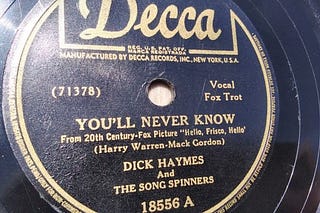 Decca
REG. U.S. PAT. OFF.
MARCA REGISTRADA
MANUFACTURED BY DECCA RECORDS, INC., NEW YORK, U.S.A.
(71378)
Vocal
Fox Trot
YOU'LL NEVER KNOW
From 20th Century-Fox Picture "Hello, Frisco, Hello'
(Harry Warren-Mack Gordon)
DICK HAYMES
And
THE SONG SPINNERS
18556 A